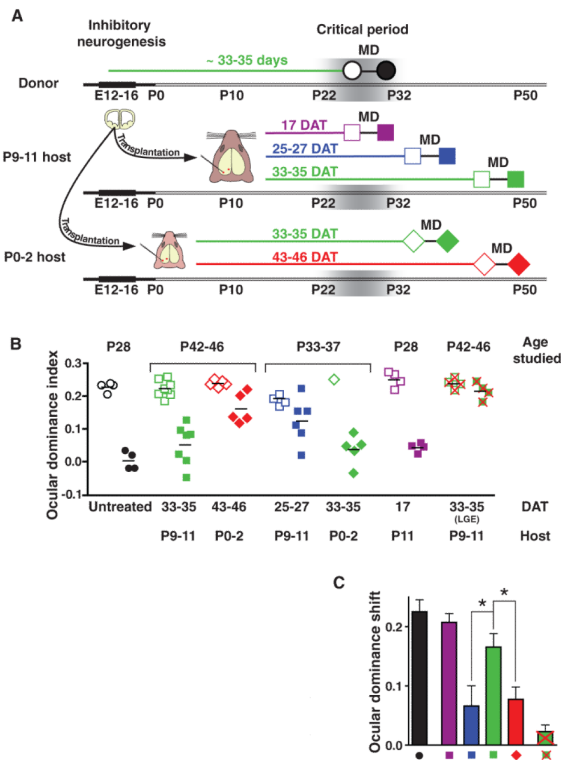 A
Inhibitory
neurogenesis
Critical period
MD
~ 33-35 days
Donor
E12-16 P0 P10 P22 P32 P50
MD
17 DAT
Transplantation
MD
25-27 DAT
P9-11 host
MD
33-35 DAT
E12-16 P0 P10 P22 P32 P50
Transplantation
MD
33-35 DAT
MD
43-46 DAT
P0-2 host
E12-16 P0 P10 P22 P32 P50
B
P28 P42-46 P33-37 P28 P42-46 Age
studied
Ocular dominance index
0.3
0.2
0.1
0.0
-0.1
Untreated 33-35 43-46 25-27 33-35 17 33-35 DAT
(LGE)
P9-11 P0-2 P9-11 P0-2 P11 P9-11 Host
C
Ocular dominance shift
* *
0.2
0.1
0.0